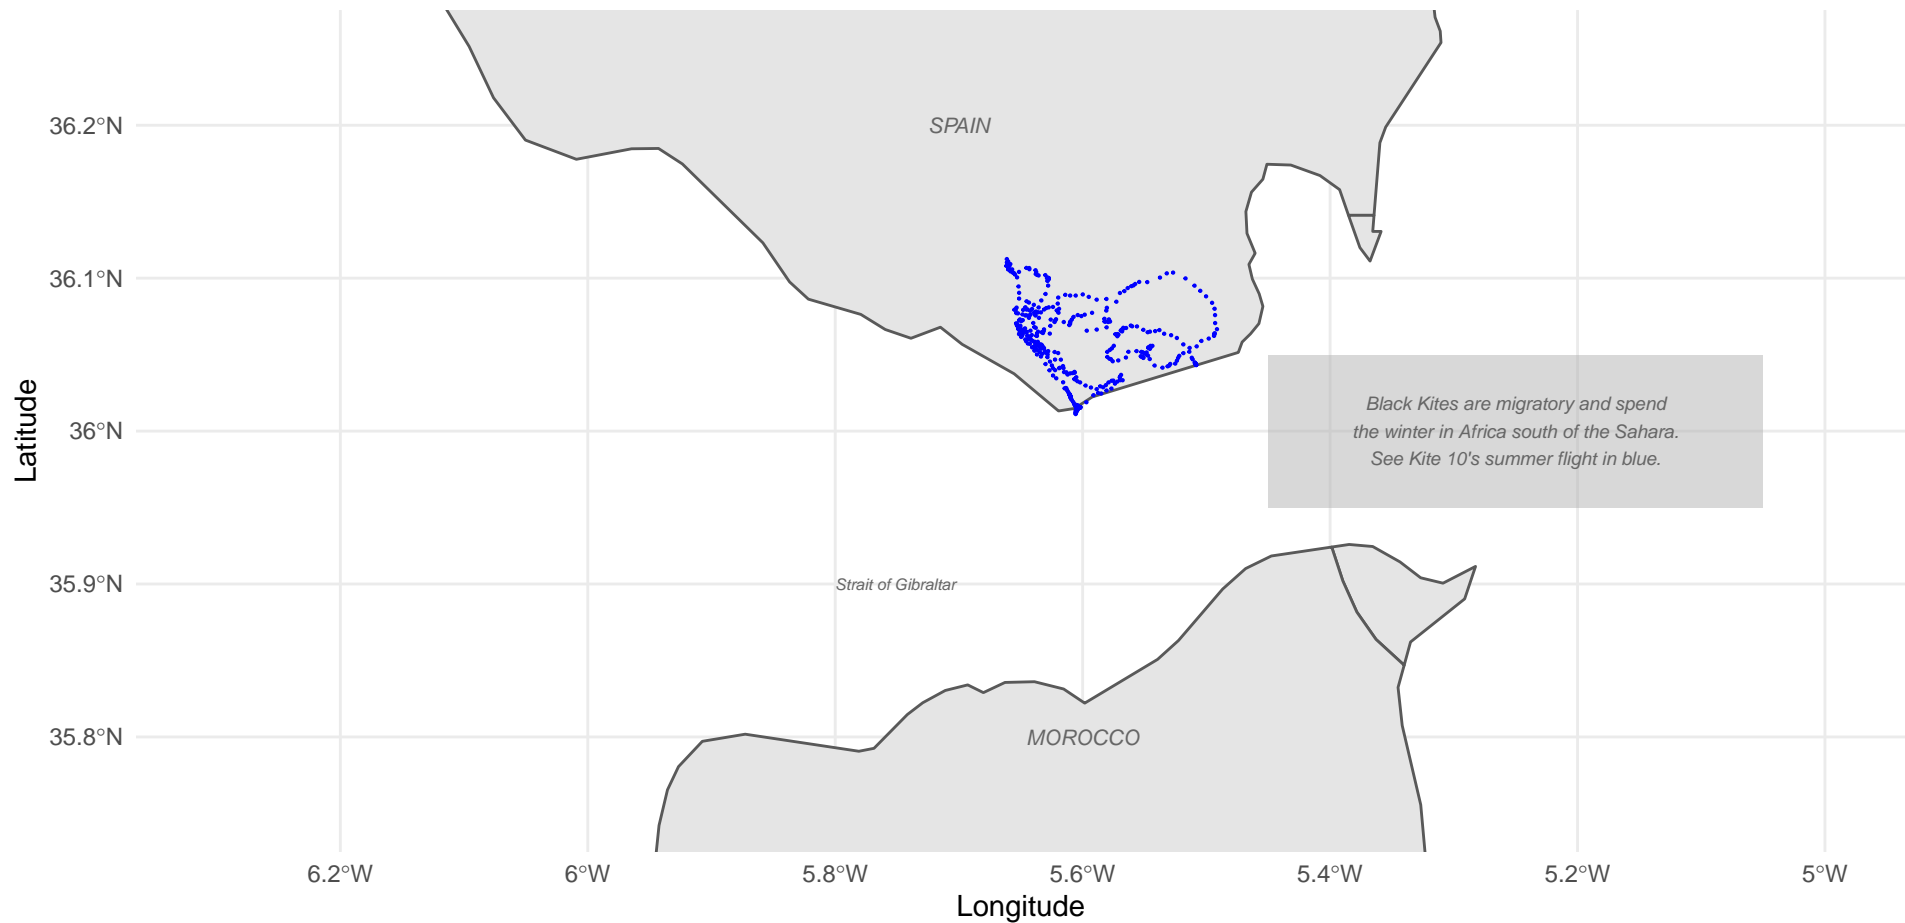 36.2°N
SPAIN
36.1°N
36°N
Black Kites are migratory and spend
the winter in Africa south of the Sahara.
See Kite 10's summer flight in blue.
Latitude
35.9°N
Strait of Gibraltar
35.8°N
MOROCCO
6.2°W
6°W
5.8°W
5.6°W
5.4°W
5.2°W
5°W
Longitude